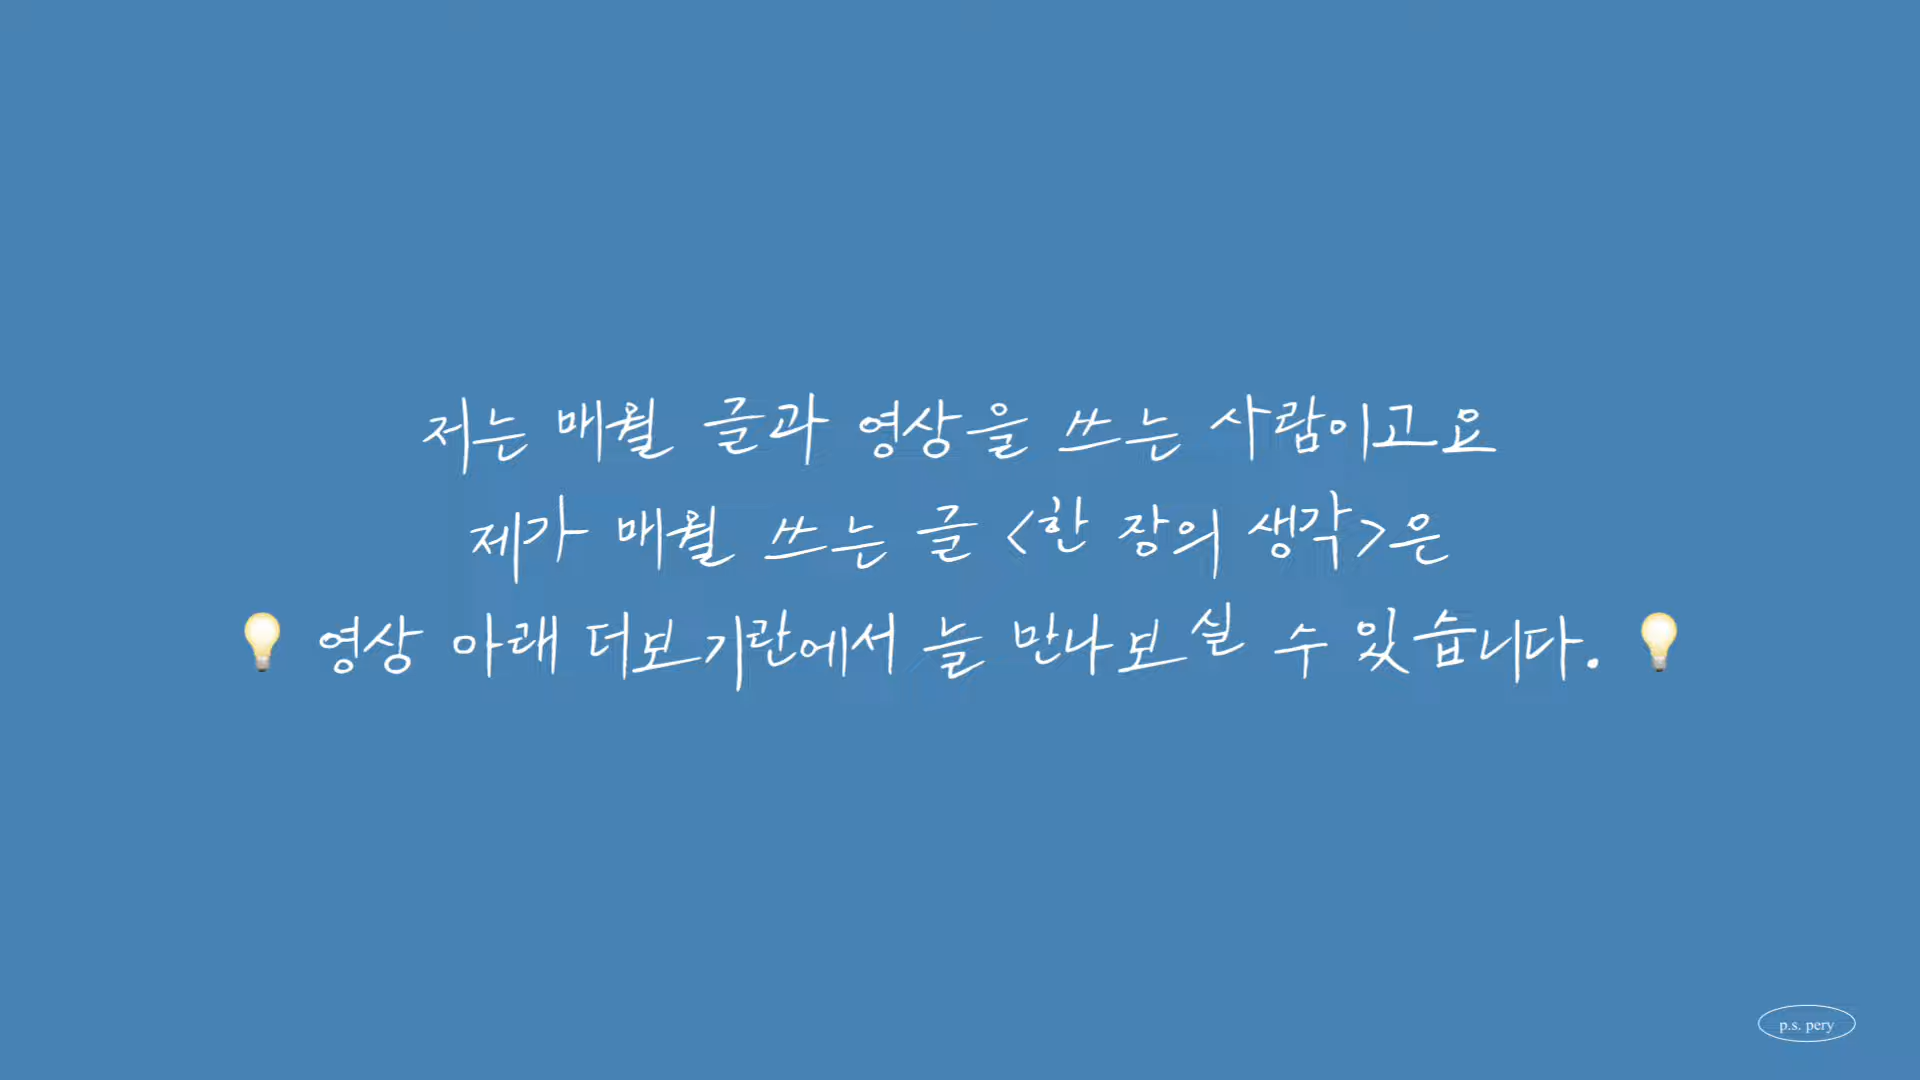 저는 매월 글과 영상을 쓰는 사람이고요
제가 매월 쓰는 글 <한 장의 생각>은
💡 영상 아래 더보기란에서 늘 만나보실 수 있습니다. 💡
p.s. pery